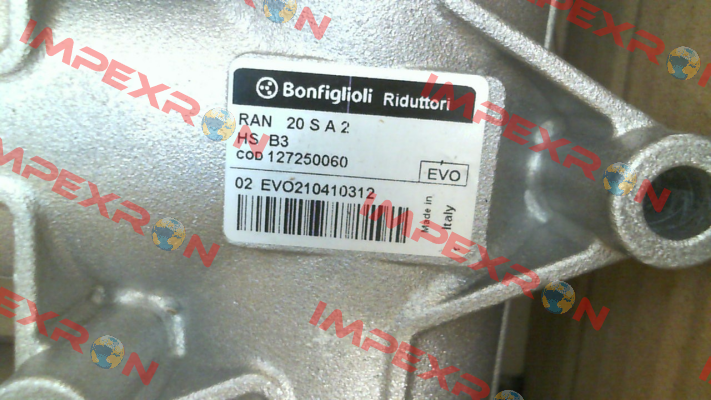 Bonfiglioli Riduttori
RAN 20 S A 2
HS B3
COD 127250060
EVO
02 EVO210410312
Made in
Italy
IMPEXRON
IMPEXRON
IMPEXRON
IMPEXRON
IMPEXRON
IMPEXRON
IMPEXRON